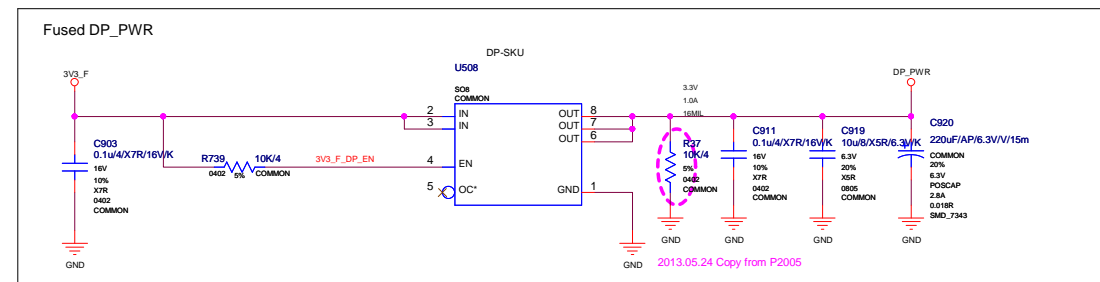 Fused DP_PWR
3V3_F
DP-SKU
U508
SO8
COMMON
2 IN
3 IN
4 EN
5 OC*
OUT 8
OUT 7
OUT 6
GND 1
C903
0.1u/4/X7R/16V/K
16V
10%
X7R
0402
COMMON
GND
R739 10K/4
0402 5% COMMON
3V3_F_DP_EN
GND
3.3V
1.0A
16MIL
R37
10K/4
5%
0402
COMMON
GND
C911
0.1u/4/X7R/16V/K
16V
10%
X7R
0402
COMMON
GND
C919
10u/8/X5R/6.3V/K
6.3V
20%
X5R
0805
COMMON
GND
DP_PWR
C920
220uF/AP/6.3V/V/15m
COMMON
20%
6.3V
POSCAP
2.8A
0.018R
SMD_7343
GND
2013.05.24 Copy from P2005